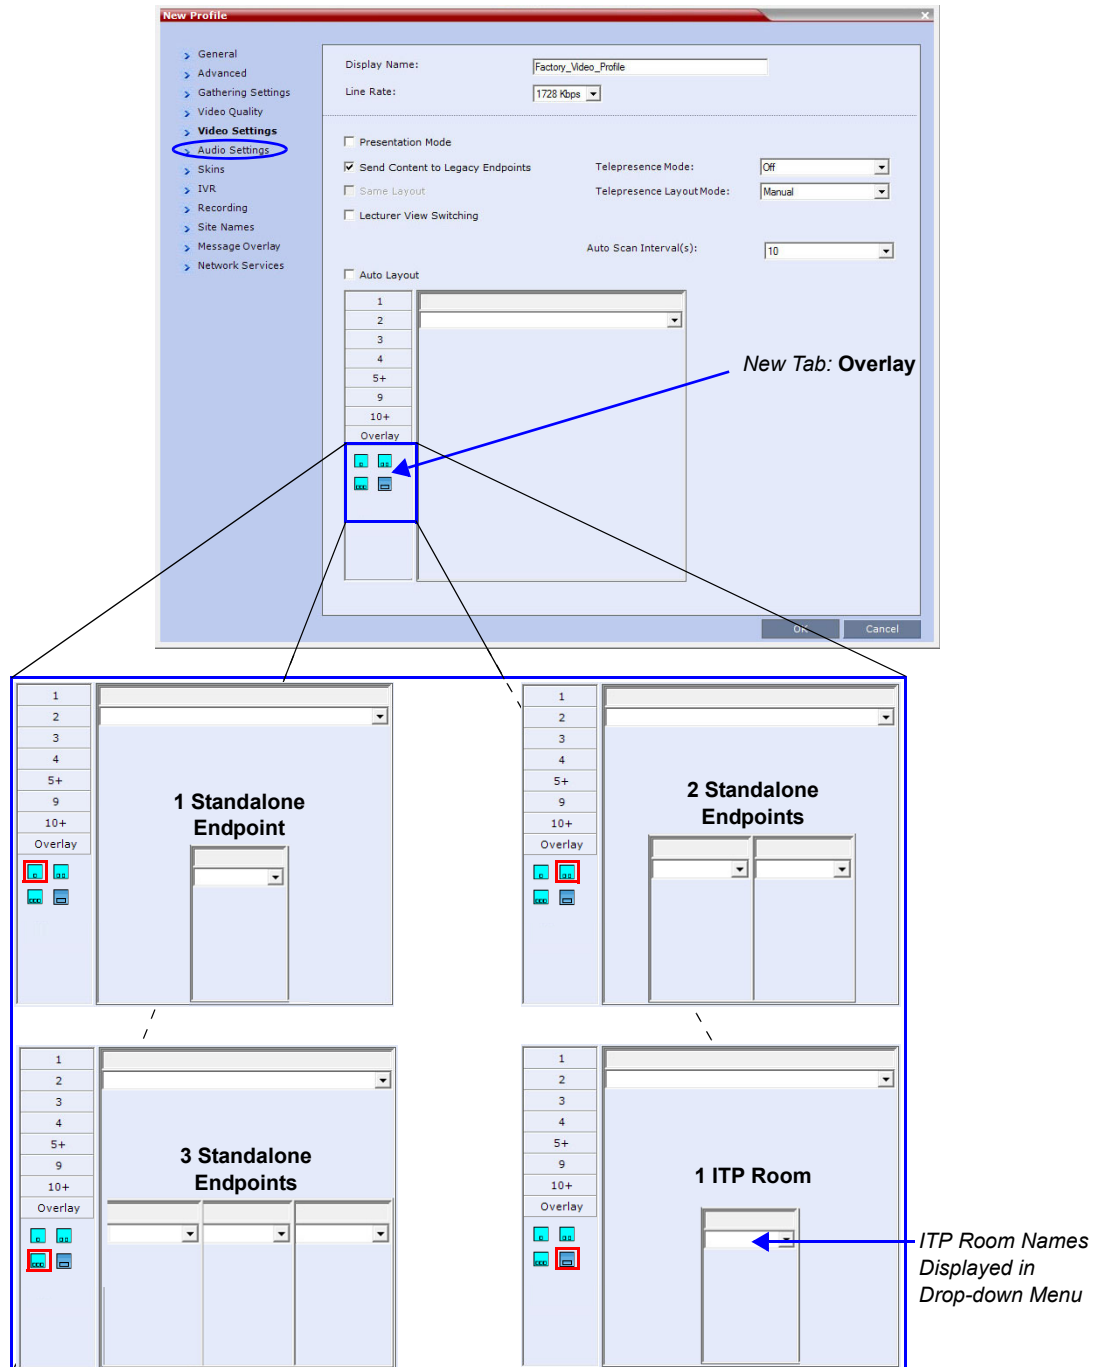 New Profile
General
Advanced
Gathering Settings
Video Quality
Video Settings
Audio Settings
Skins
IVR
Recording
Site Names
Message Overlay
Network Services
Display Name: Factory_Video_Profile
Line Rate: 1728 Kbps
Presentation Mode
Send Content to Legacy Endpoints
Telepresence Mode: Off
Same Layout
Telepresence Layout Mode: Manual
Lecturer View Switching
Auto Scan Interval(s): 10
Auto Layout
1
2
3
4
5+
9
10+
Overlay
New Tab: Overlay
OK Cancel
1
2
3
4
5+
9
10+
Overlay
1 Standalone
Endpoint
1
2
3
4
5+
9
10+
Overlay
2 Standalone
Endpoints
1
2
3
4
5+
9
10+
Overlay
3 Standalone
Endpoints
1
2
3
4
5+
9
10+
Overlay
1 ITP Room
ITP Room Names
Displayed in
Drop-down Menu